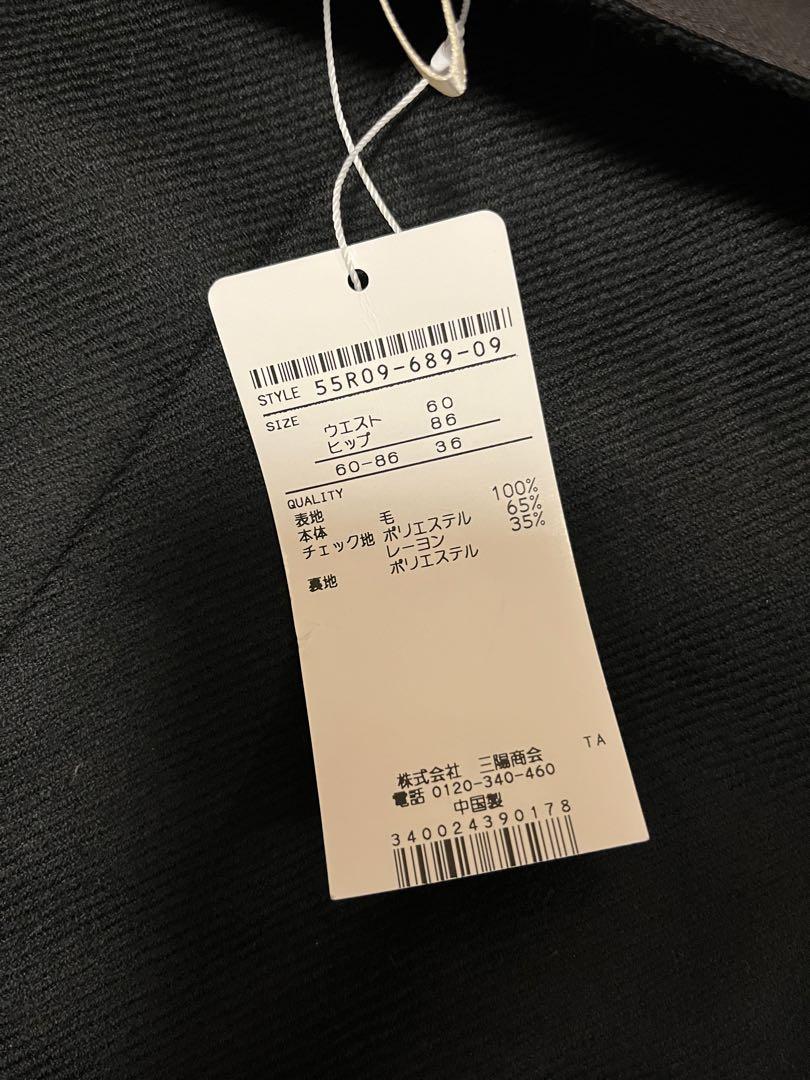 STYLE 55R09-689-09
SIZE ウエスト 60
ヒップ 86
60-86 36
QUALITY
表地
本体 毛 100%
チェック地 ポリエステル 65%
レーヨン 35%
裏地 ポリエステル
TA
株式会社 三陽商会
電話 0120-340-460
中国製
340024390178